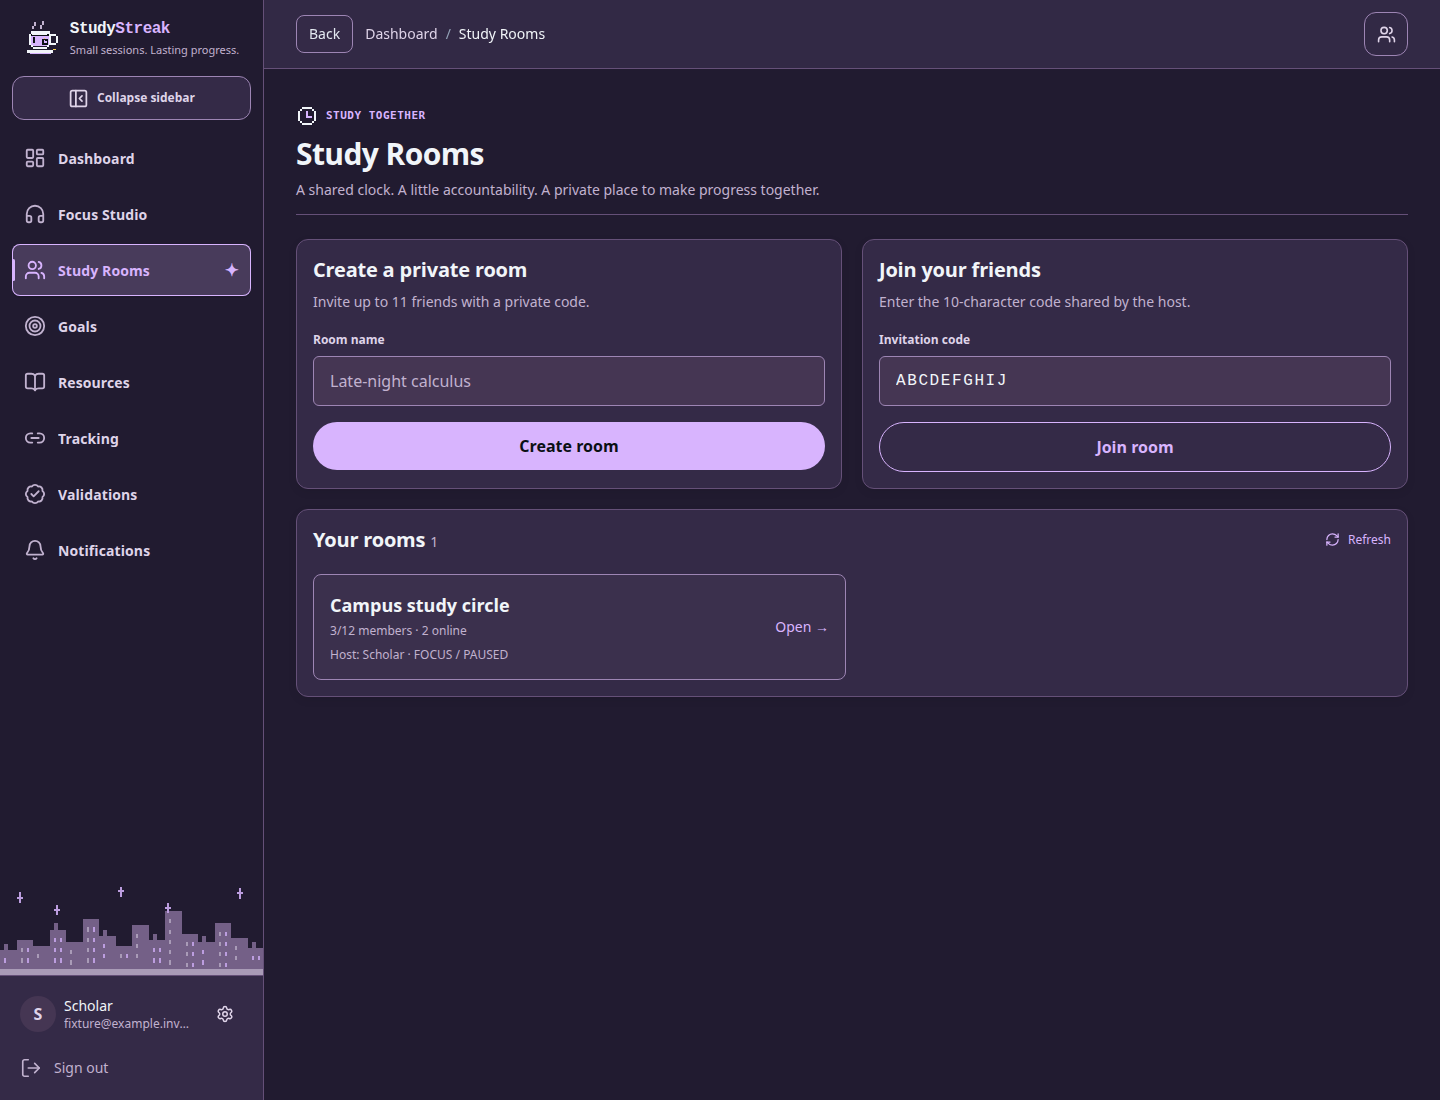 StudyStreak
Small sessions. Lasting progress.
Collapse sidebar
Dashboard
Focus Studio
Study Rooms
Goals
Resources
Tracking
Validations
Notifications
S
Scholar
fixture@example.inv...
Sign out
Back
Dashboard / Study Rooms
STUDY TOGETHER
Study Rooms
A shared clock. A little accountability. A private place to make progress together.
Create a private room
Invite up to 11 friends with a private code.
Room name
Late-night calculus
Create room
Join your friends
Enter the 10-character code shared by the host.
Invitation code
ABCDEFGHIJ
Join room
Your rooms 1
Refresh
Campus study circle
3/12 members · 2 online
Host: Scholar · FOCUS / PAUSED
Open →